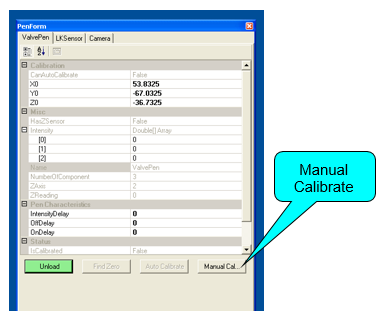 PenForm
ValvePen LKSensor Camera
Calibration
CanAutoCalibrate False
X0 53.8325
Y0 -67.0325
Z0 -36.7325
Misc
HasZSensor False
Intensity Double[] Array
[0] 0
[1] 0
[2] 0
Name ValvePen
NumberOfComponent 3
ZAxis 2
ZReading 0
Pen Characteristics
IntensityDelay 0
OffDelay 0
OnDelay 0
Status
IsCalibrated False
Unload Find Zero Auto Calibrate Manual Cal...
Manual
Calibrate